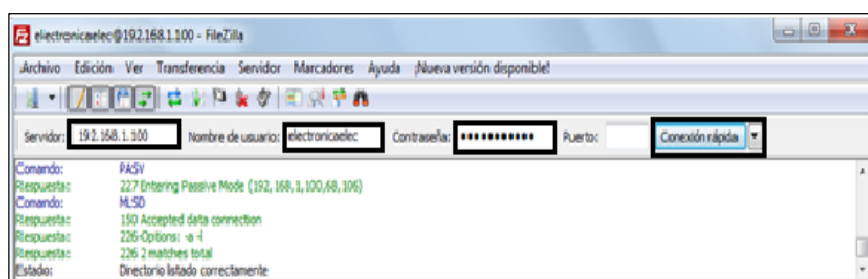 electronicaelec@192.168.1.100 - FileZilla
Archivo Edición Ver Transferencia Servidor Marcadores Ayuda ¡Nueva versión disponible!
Servidor: 192.168.1.100 Nombre de usuario: electronicaelec Contraseña: ●●●●●●●●●●● Puerto: Conexión rápida
Comando: PASV
Respuesta: 227 Entering Passive Mode (192,168,1,100,68,106)
Comando: MLSD
Respuesta: 150 Accepted data connection
Respuesta: 226-Options: -a -l
Respuesta: 226 2 matches total
Estado: Directorio listado correctamente